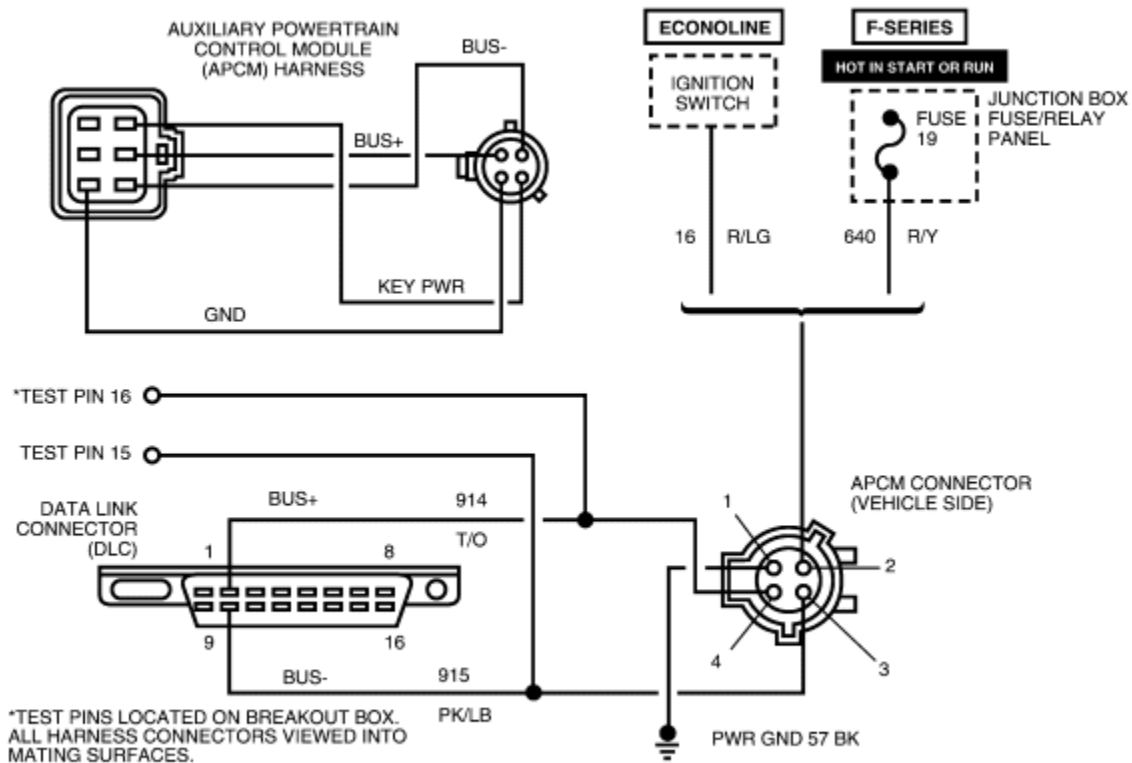 AUXILIARY POWERTRAIN
CONTROL MODULE
(APCM) HARNESS
BUS-
BUS+
KEY PWR
GND
ECONOLINE
IGNITION
SWITCH
16
R/LG
F-SERIES
HOT IN START OR RUN
FUSE
19
JUNCTION BOX
FUSE/RELAY
PANEL
640
R/Y
*TEST PIN 16
TEST PIN 15
DATA LINK
CONNECTOR
(DLC)
BUS+
914
T/O
1
8
9
16
BUS-
915
PK/LB
APCM CONNECTOR
(VEHICLE SIDE)
1
2
4
3
PWR GND 57 BK
*TEST PINS LOCATED ON BREAKOUT BOX.
ALL HARNESS CONNECTORS VIEWED INTO
MATING SURFACES.